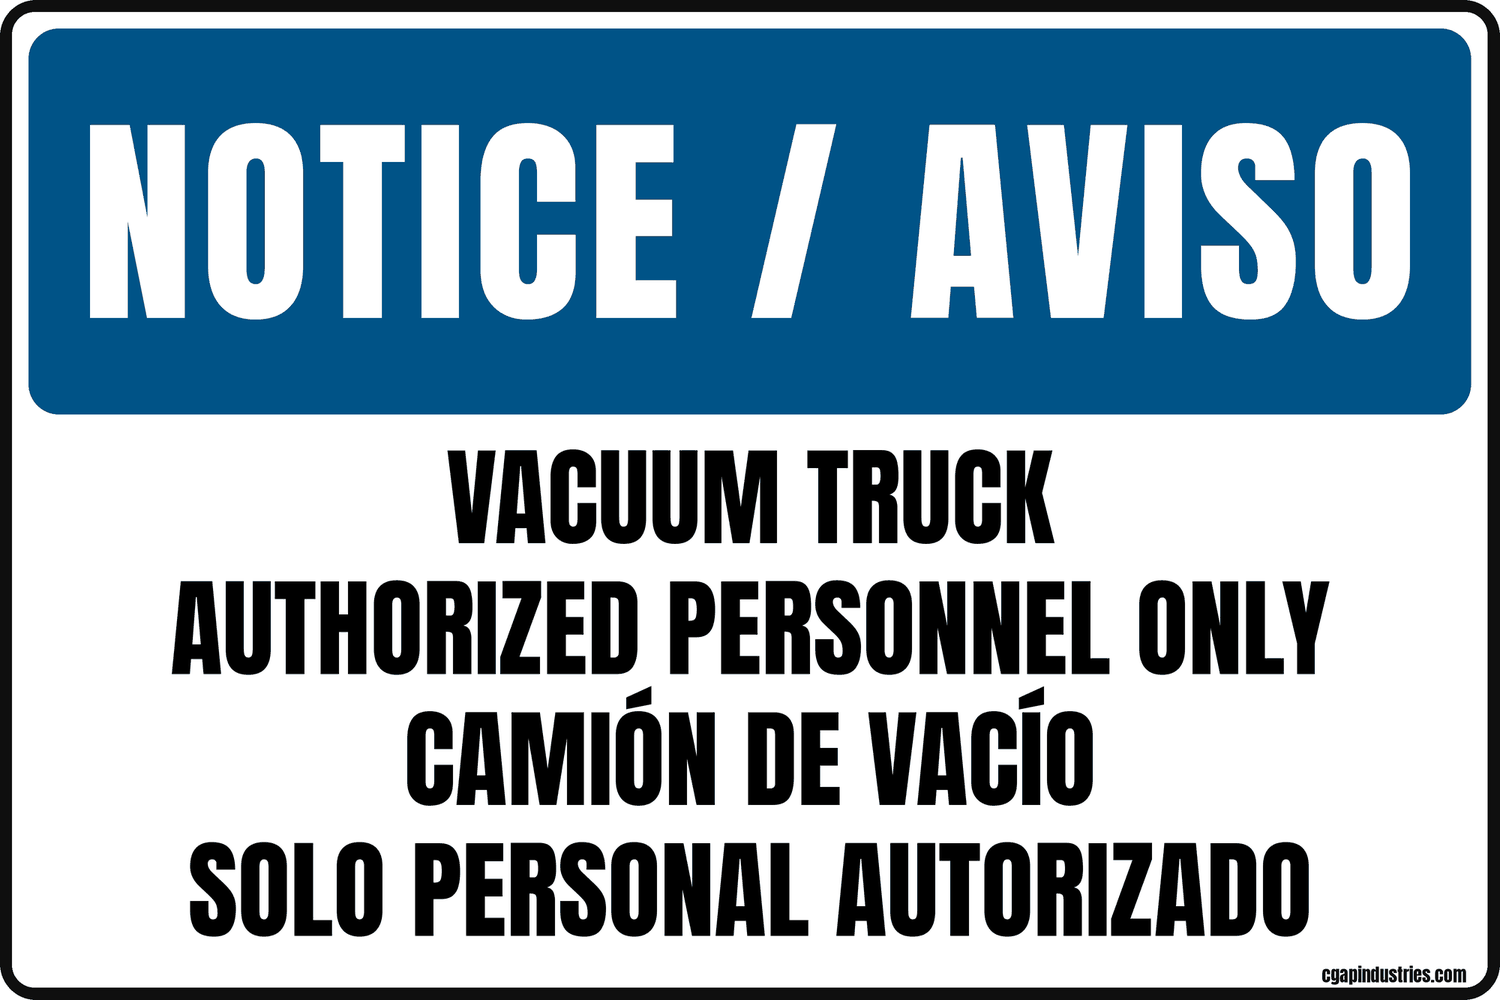 NOTICE / AVISO
VACUUM TRUCK
AUTHORIZED PERSONNEL ONLY
CAMIÓN DE VACÍO
SOLO PERSONAL AUTORIZADO
cgapindustries.com